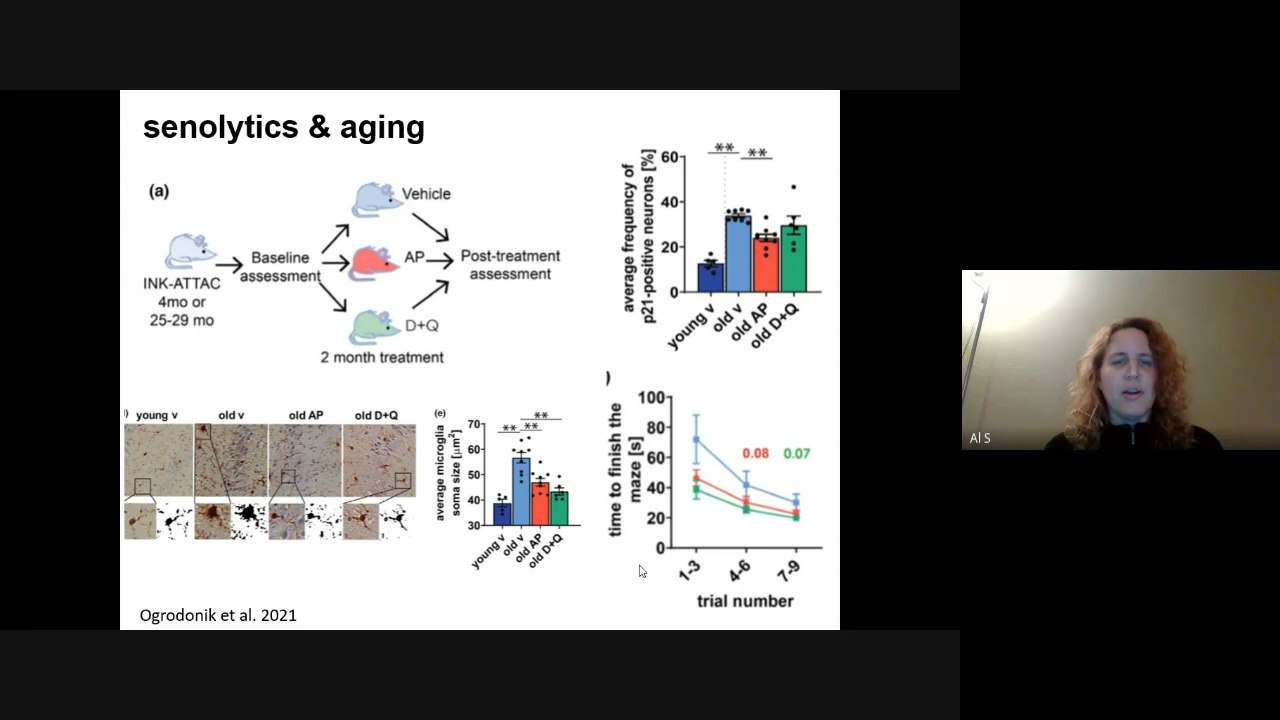 senolytics & aging
(a)
Vehicle
AP
D+Q
INK-ATTAC
4mo or
25-29 mo
Baseline
assessment
Post-treatment
assessment
2 month treatment
average frequency of
p21-positive neurons [%]
60
40
20
0
**
**
young v
old v
old AP
old D+Q
)
young v
old v
old AP
old D+Q
(e)
average microglia
soma size [µm²]
70
60
50
40
30
**
**
**
young v
old v
old AP
old D+Q
)
time to finish the
maze [s]
100
80
60
40
20
0
0.08
0.07
1-3
4-6
7-9
trial number
Ogrodonik et al. 2021
Al S